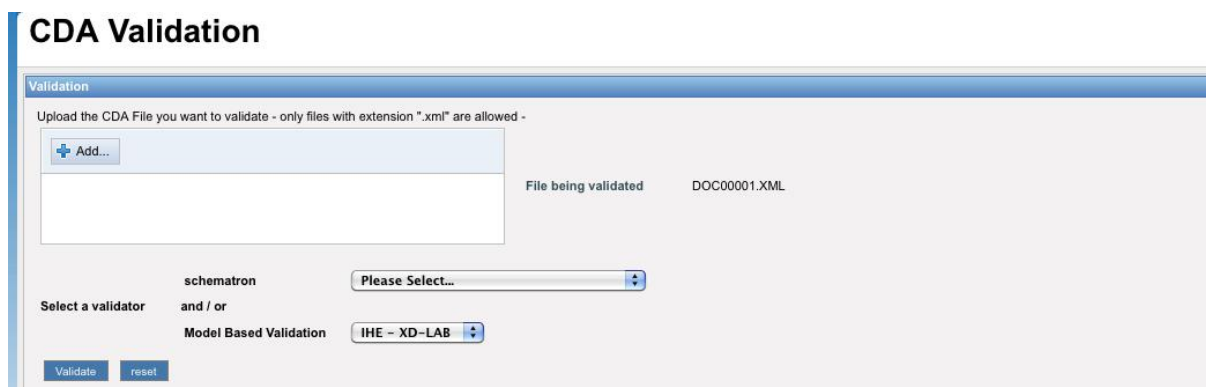 CDA Validation
Validation
Upload the CDA File you want to validate - only files with extension ".xml" are allowed -
Add...
File being validated DOC00001.XML
schematron Please Select...
Select a validator and / or
Model Based Validation IHE - XD-LAB
Validate reset